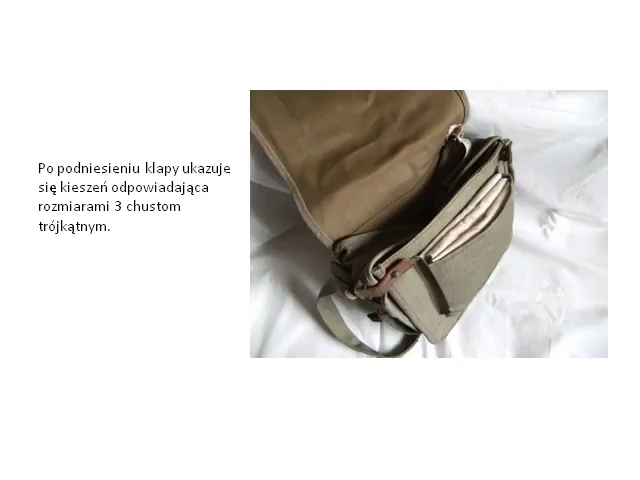 Po podniesieniu klapy ukazuje
się kieszeń odpowiadająca
rozmiarami 3 chustom
trójkątnym.